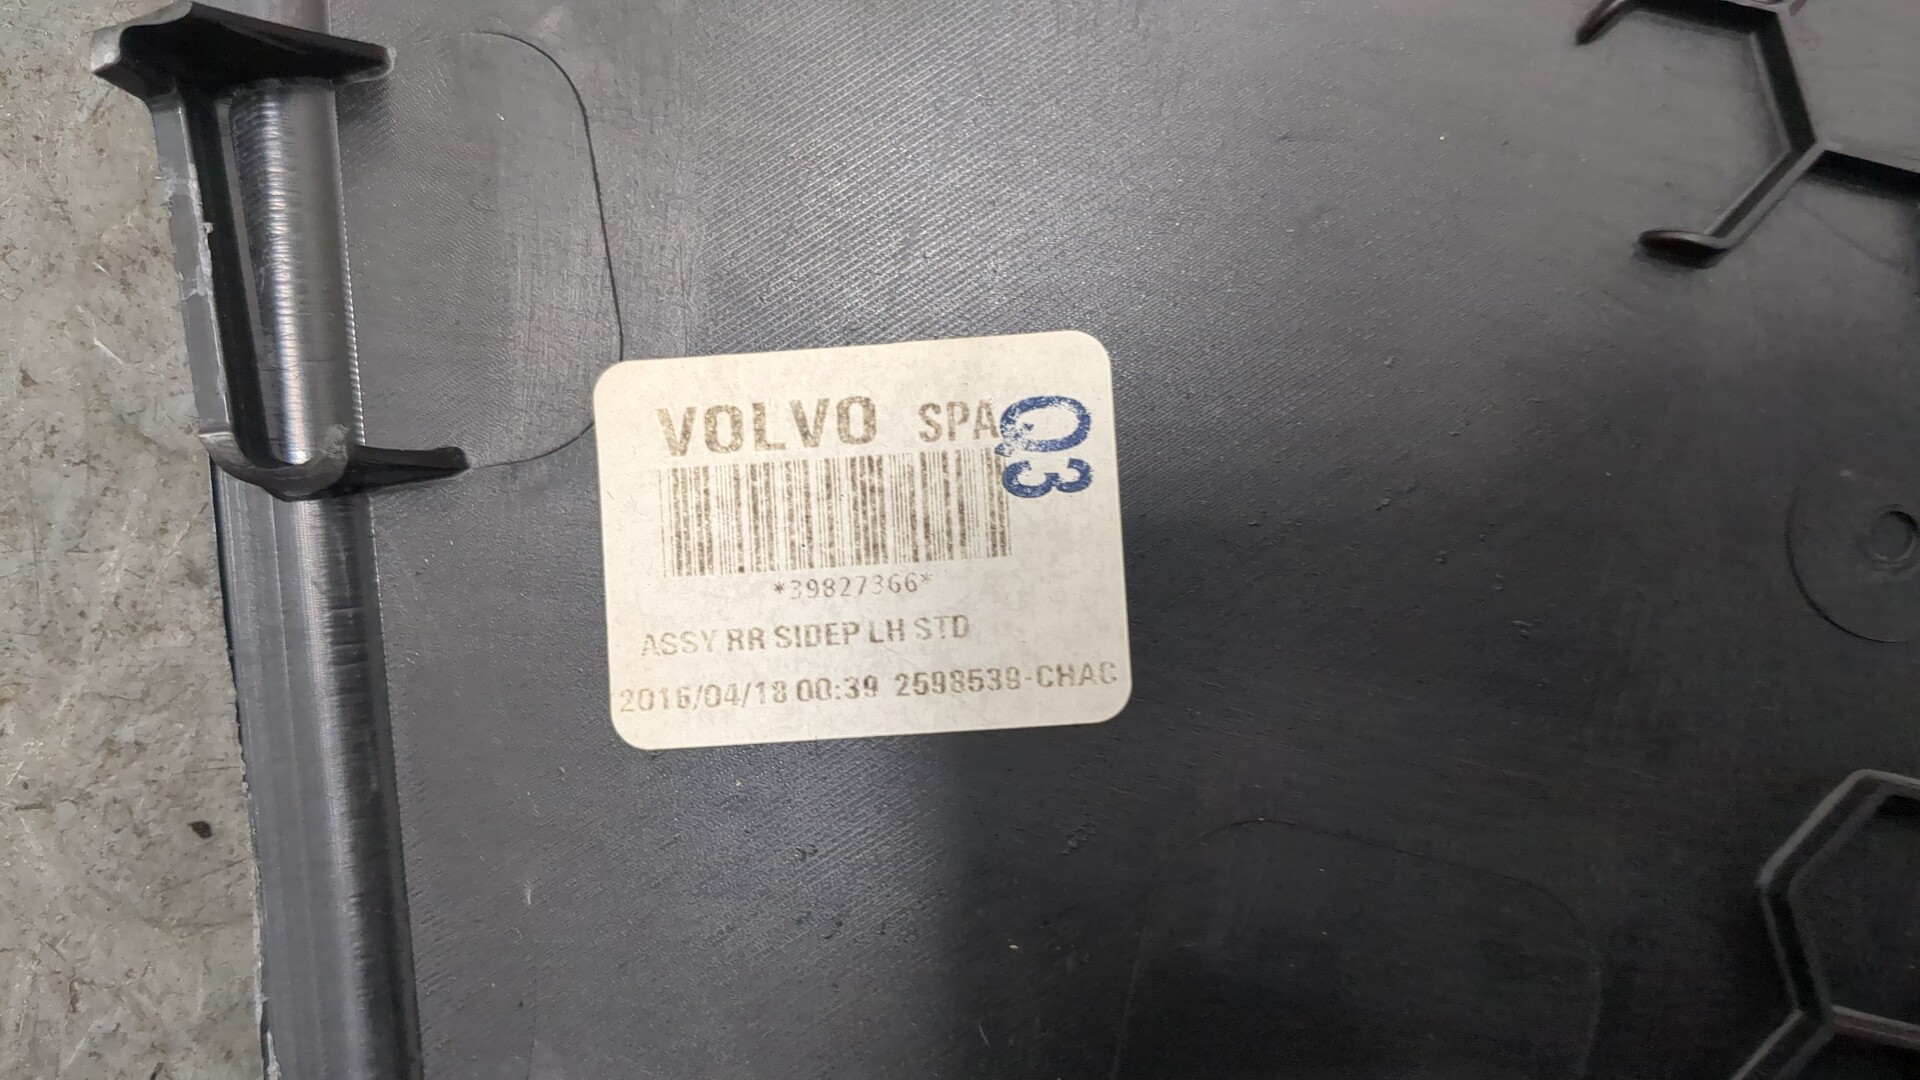 VOLVO SPA
Q3
*39827366*
ASSY RR SIDEP LH STD
2016/04/18 00:39 2598539-CHAC